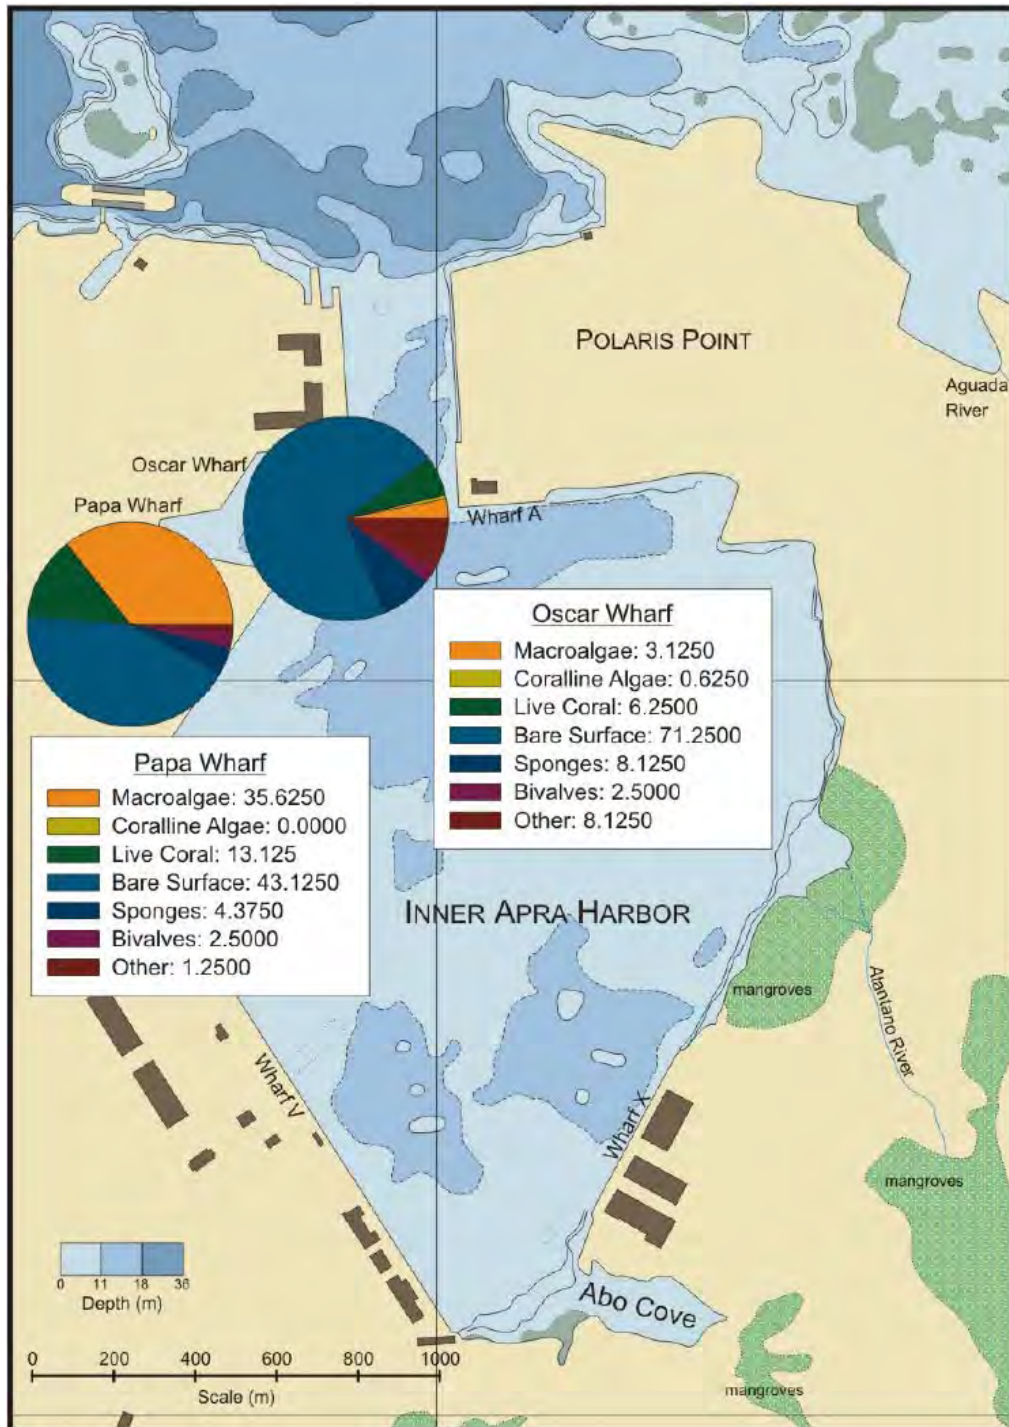 POLARIS POINT
Aguada
River
Oscar Wharf
Papa Wharf
Wharf A
Oscar Wharf
Macroalgae: 3.1250
Coralline Algae: 0.6250
Live Coral: 6.2500
Bare Surface: 71.2500
Sponges: 8.1250
Bivalves: 2.5000
Other: 8.1250
Papa Wharf
Macroalgae: 35.6250
Coralline Algae: 0.0000
Live Coral: 13.125
Bare Surface: 43.1250
Sponges: 4.3750
Bivalves: 2.5000
Other: 1.2500
INNER APRA HARBOR
mangroves
Atantano River
Wharf V
Wharf X
mangroves
0 11 18 36
Depth (m)
Abo Cove
0 200 400 600 800 1000
Scale (m)
mangroves